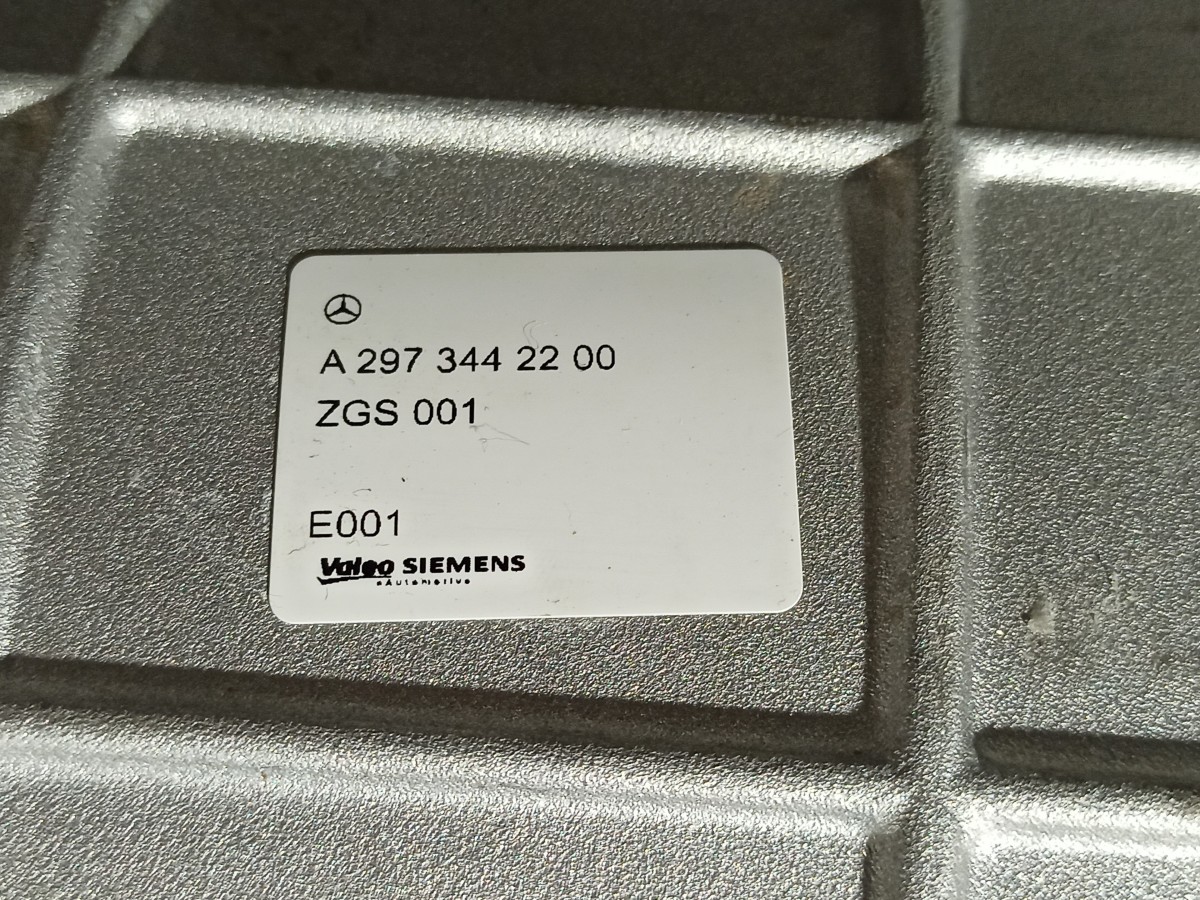 A 297 344 22 00
ZGS 001
E001
Valeo SIEMENS
eAutomotive